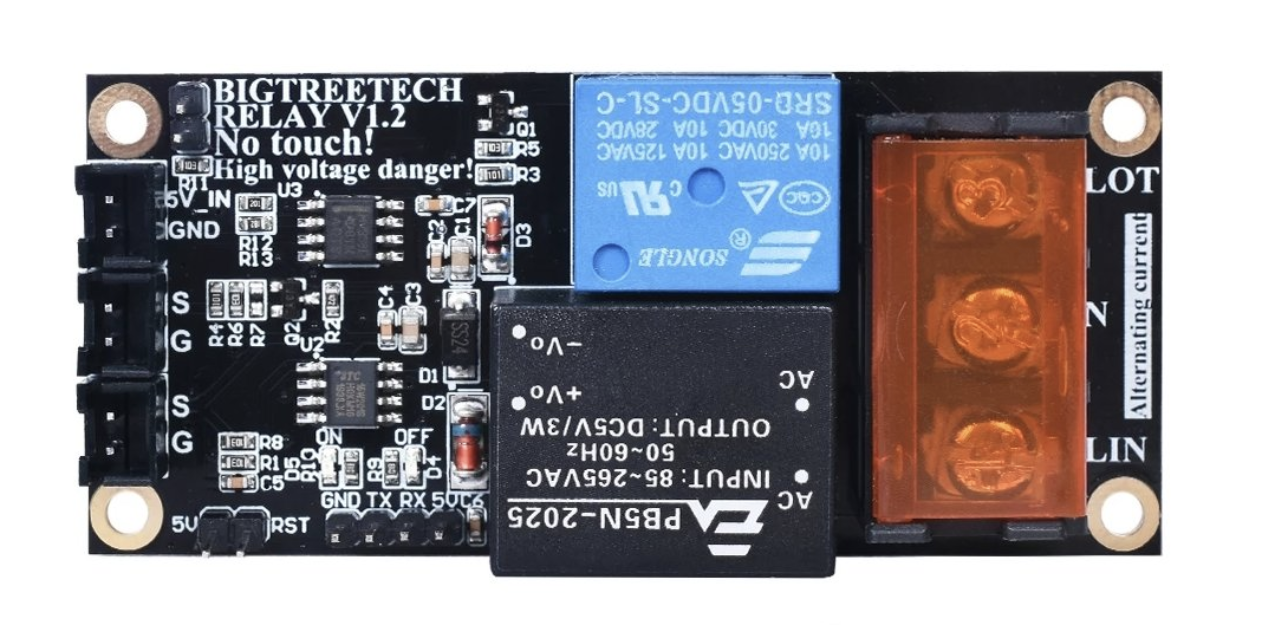 BIGTREETECH
RELAY V1.2
No touch!
High voltage danger!
R11
5V_IN
GND
U3
R12
R13
Q1
R5
R3
C7
C2
C1
D3
SONGLE®
CQC
c US
10A 250VAC 10A 125VAC
10A 30VDC 10A 28VDC
SRD-05VDC-SL-C
LOT
N
LIN
Alternating current
S
G
R4
R6
R7
Q2
R2
U2
C4
C3
SS24
D1
D2
S
G
R8
R1
C5
ON
OFF
D5
R10
R9
D4
GND TX RX 5V
C6
5V
RST
PB5N-2025
AC
INPUT: 85~265VAC
50~60Hz
OUTPUT: DC5V/3W
AC
+Vo
-Vo